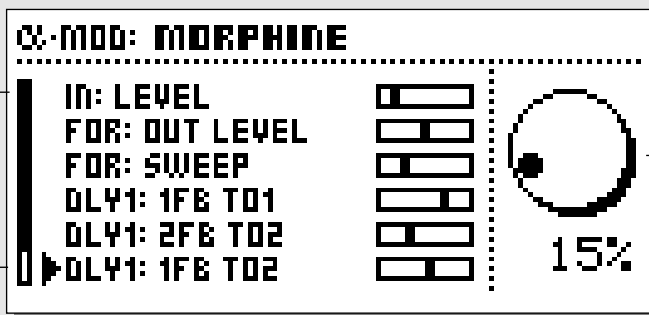 α·MOD: MORPHINE
IN: LEVEL
FOR: OUT LEVEL
FOR: SWEEP
DLY1: 1FB TO1
DLY1: 2FB TO2
DLY1: 1FB TO2
15%